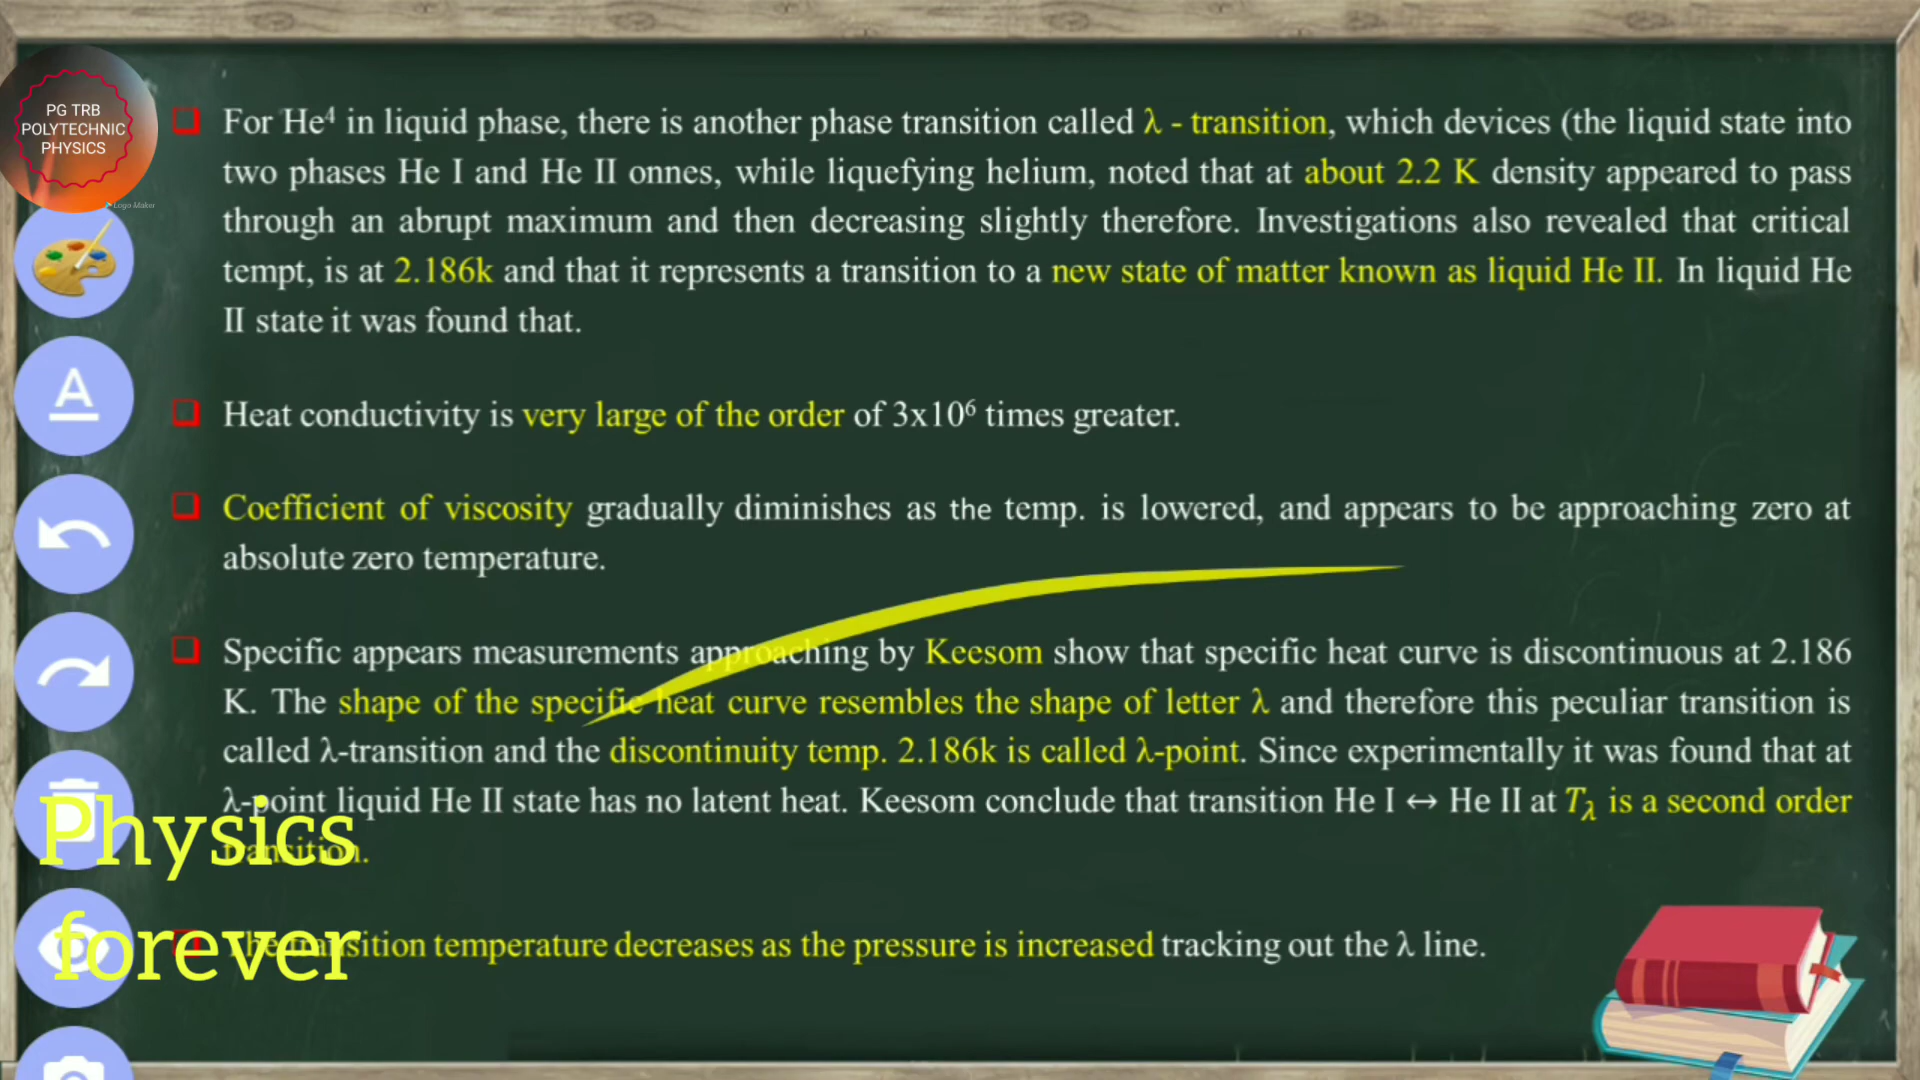 PG TRB
POLYTECHNIC
PHYSICS
Logo Maker
For He⁴ in liquid phase, there is another phase transition called λ - transition, which devices (the liquid state into
two phases He I and He II onnes, while liquefying helium, noted that at about 2.2 K density appeared to pass
through an abrupt maximum and then decreasing slightly therefore. Investigations also revealed that critical
tempt, is at 2.186k and that it represents a transition to a new state of matter known as liquid He II. In liquid He
II state it was found that.
Heat conductivity is very large of the order of 3x10⁶ times greater.
Coefficient of viscosity gradually diminishes as the temp. is lowered, and appears to be approaching zero at
absolute zero temperature.
Specific appears measurements approaching by Keesom show that specific heat curve is discontinuous at 2.186
K. The shape of the specific heat curve resembles the shape of letter λ and therefore this peculiar transition is
called λ-transition and the discontinuity temp. 2.186k is called λ-point. Since experimentally it was found that at
λ-point liquid He II state has no latent heat. Keesom conclude that transition He I ↔ He II at Tλ is a second order
transition.
The transition temperature decreases as the pressure is increased tracking out the λ line.
A
Physics
forever